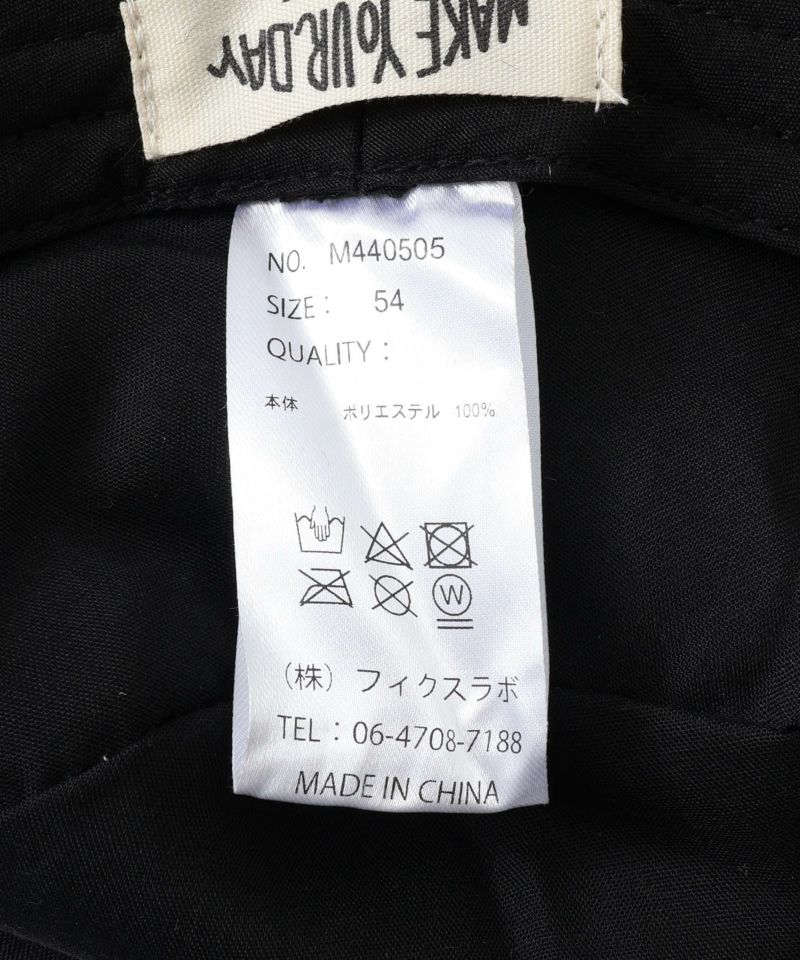 MAKE YOUR.DAY
NO. M440505
SIZE : 54
QUALITY :
本体 ポリエステル 100%
W
（株）フィクスラボ
TEL : 06-4708-7188
MADE IN CHINA